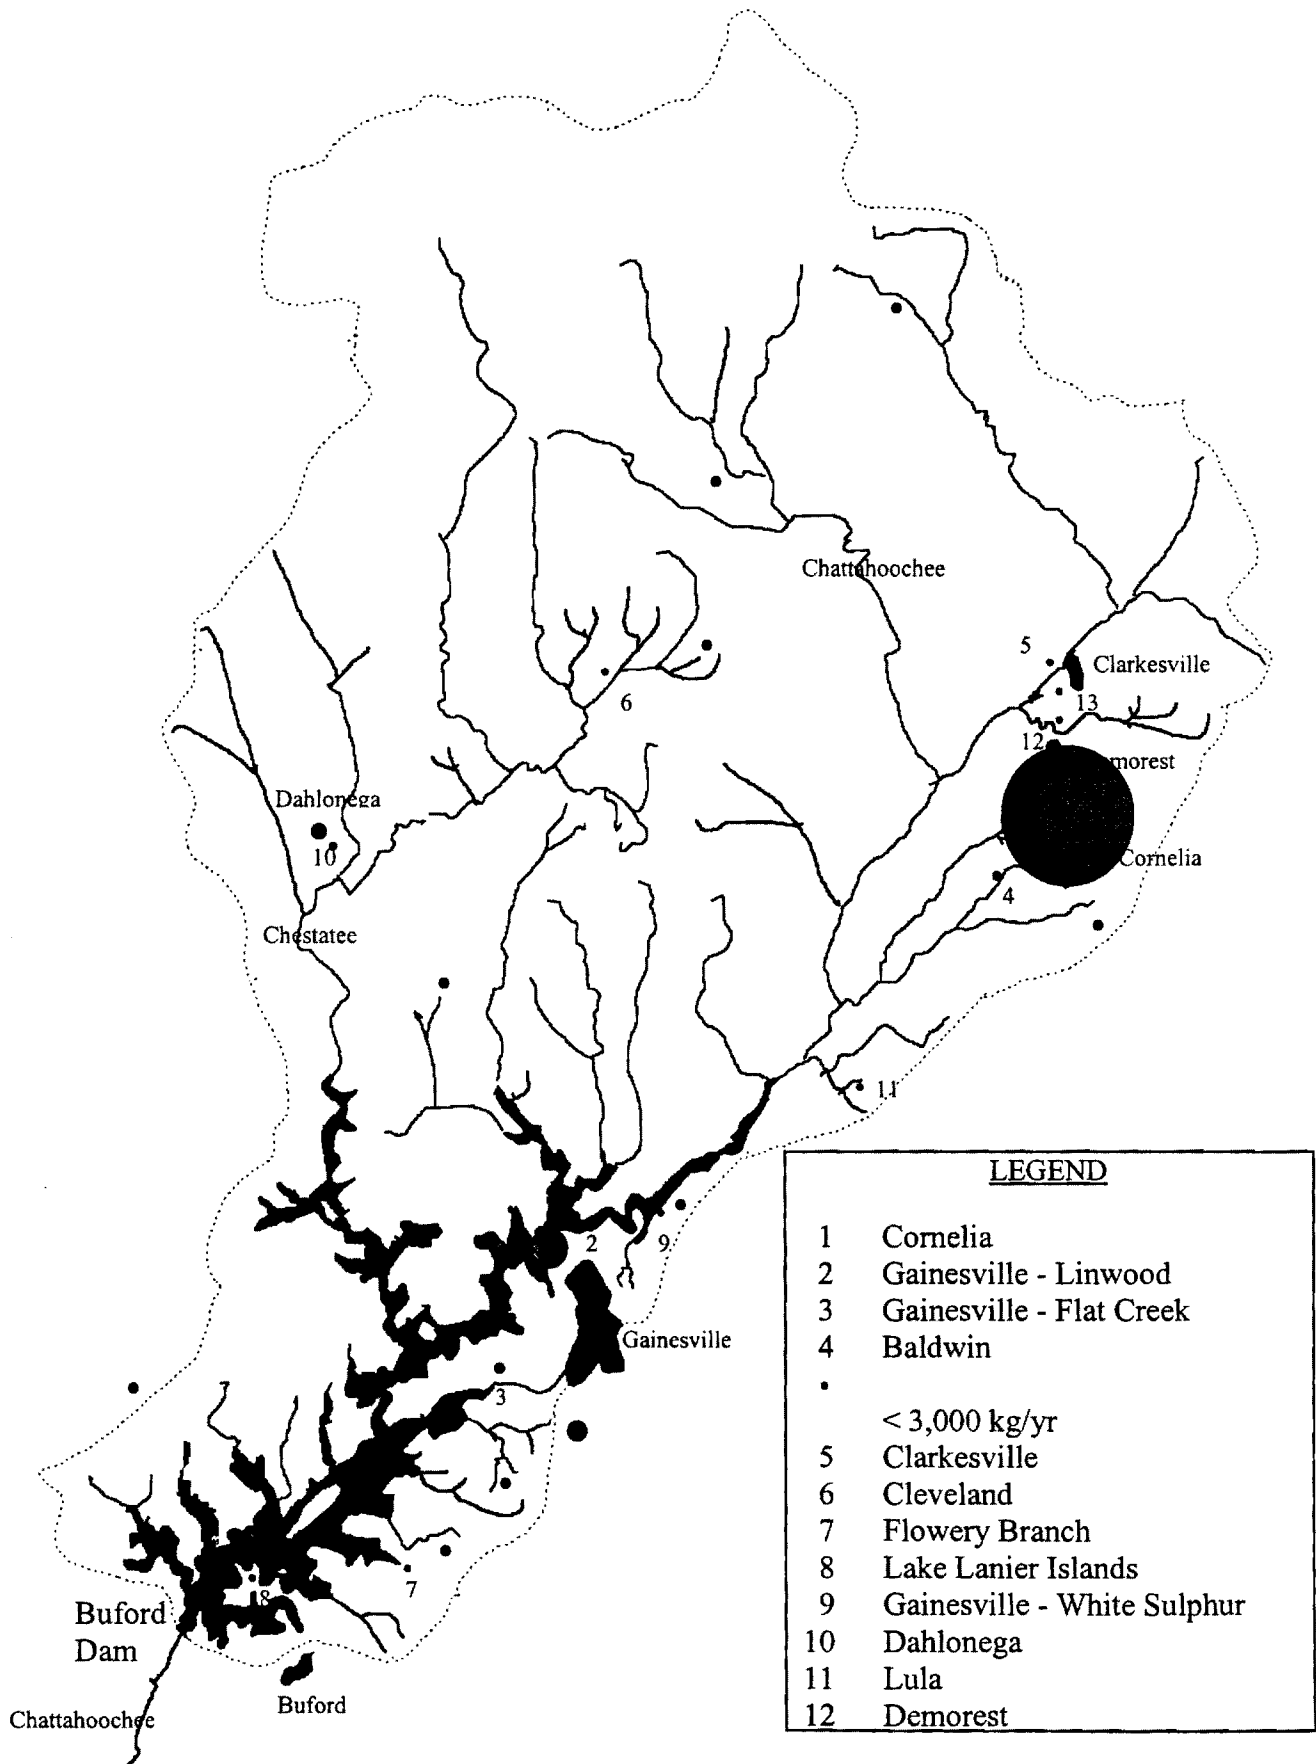 Chattahoochee
5
Clarkesville
13
6
12
morest
Dahlonega
10
Cornelia
4
Chestatee
11
LEGEND
1 Cornelia
2 Gainesville - Linwood
3 Gainesville - Flat Creek
4 Baldwin
< 3,000 kg/yr
5 Clarkesville
6 Cleveland
7 Flowery Branch
8 Lake Lanier Islands
9 Gainesville - White Sulphur
10 Dahlonega
11 Lula
12 Demorest
2
9
Gainesville
3
7
8
Buford
Dam
Buford
Chattahoochee